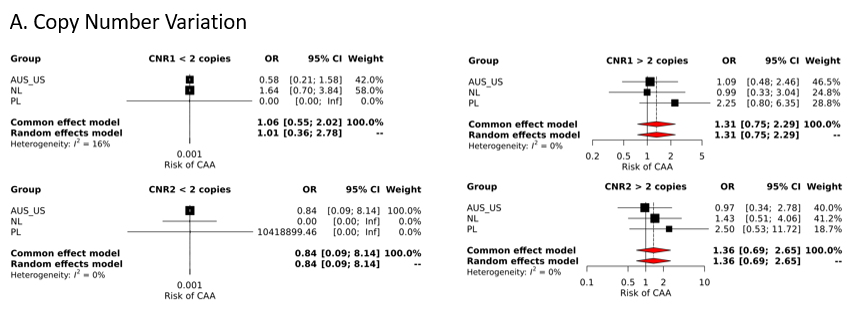 A. Copy Number Variation
Group CNR1 < 2 copies OR 95% CI Weight
AUS_US 0.58 [0.21; 1.58] 42.0%
NL 1.64 [0.70; 3.84] 58.0%
PL 0.00 [0.00; Inf] 0.0%
Common effect model 1.06 [0.55; 2.02] 100.0%
Random effects model 1.01 [0.36; 2.78] --
Heterogeneity: I² = 16%
0.001
Risk of CAA
Group CNR1 > 2 copies OR 95% CI Weight
AUS_US 1.09 [0.48; 2.46] 46.5%
NL 0.99 [0.33; 3.04] 24.8%
PL 2.25 [0.80; 6.35] 28.8%
Common effect model 1.31 [0.75; 2.29] 100.0%
Random effects model 1.31 [0.75; 2.29] --
Heterogeneity: I² = 0%
0.2 0.5 1 2 5
Risk of CAA
Group CNR2 < 2 copies OR 95% CI Weight
AUS_US 0.84 [0.09; 8.14] 100.0%
NL 0.00 [0.00; Inf] 0.0%
PL 10418899.46 [0.00; Inf] 0.0%
Common effect model 0.84 [0.09; 8.14] 100.0%
Random effects model 0.84 [0.09; 8.14] --
Heterogeneity: I² = 0%
0.001
Risk of CAA
Group CNR2 > 2 copies OR 95% CI Weight
AUS_US 0.97 [0.34; 2.78] 40.0%
NL 1.43 [0.51; 4.06] 41.2%
PL 2.50 [0.53; 11.72] 18.7%
Common effect model 1.36 [0.69; 2.65] 100.0%
Random effects model 1.36 [0.69; 2.65] --
Heterogeneity: I² = 0%
0.1 0.5 1 2 10
Risk of CAA